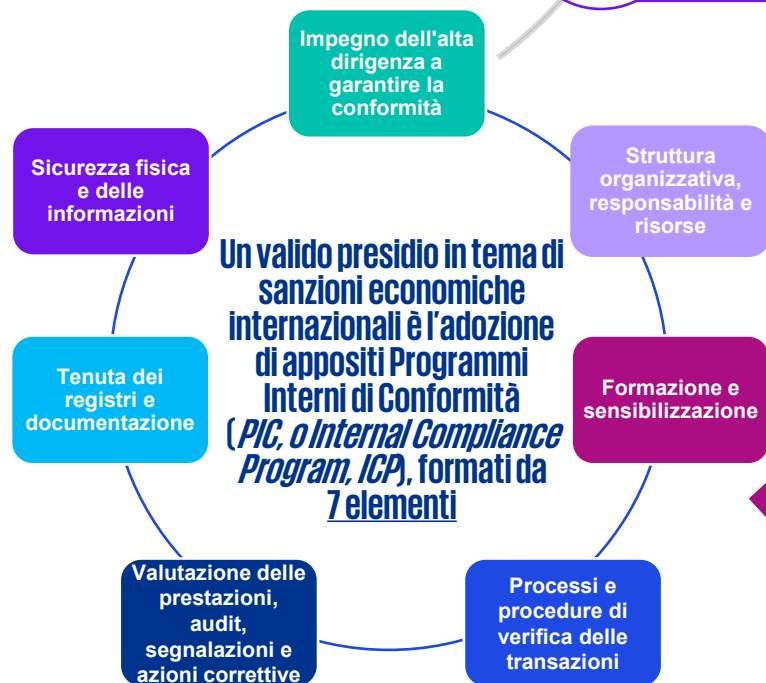 Impegno dell'alta
dirigenza a
garantire la
conformità
Struttura
organizzativa,
responsabilità e
risorse
Formazione e
sensibilizzazione
Processi e
procedure di
verifica delle
transazioni
Valutazione delle
prestazioni,
audit,
segnalazioni e
azioni correttive
Tenuta dei
registri e
documentazione
Sicurezza fisica
e delle
informazioni
Un valido presidio in tema di
sanzioni economiche
internazionali è l’adozione
di appositi Programmi
Interni di Conformità
(PIC, o Internal Compliance
Program, ICP), formati da
7 elementi